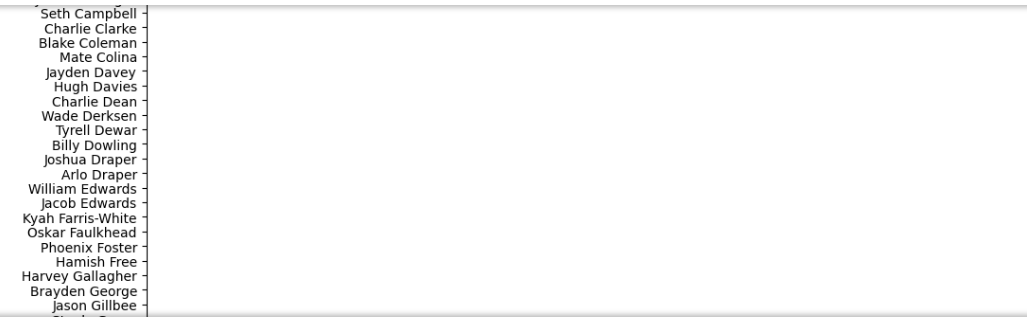 Seth Campbell
Charlie Clarke
Blake Coleman
Mate Colina
Jayden Davey
Hugh Davies
Charlie Dean
Wade Derksen
Tyrell Dewar
Billy Dowling
Joshua Draper
Arlo Draper
William Edwards
Jacob Edwards
Kyah Farris-White
Oskar Faulkhead
Phoenix Foster
Hamish Free
Harvey Gallagher
Brayden George
Jason Gillbee